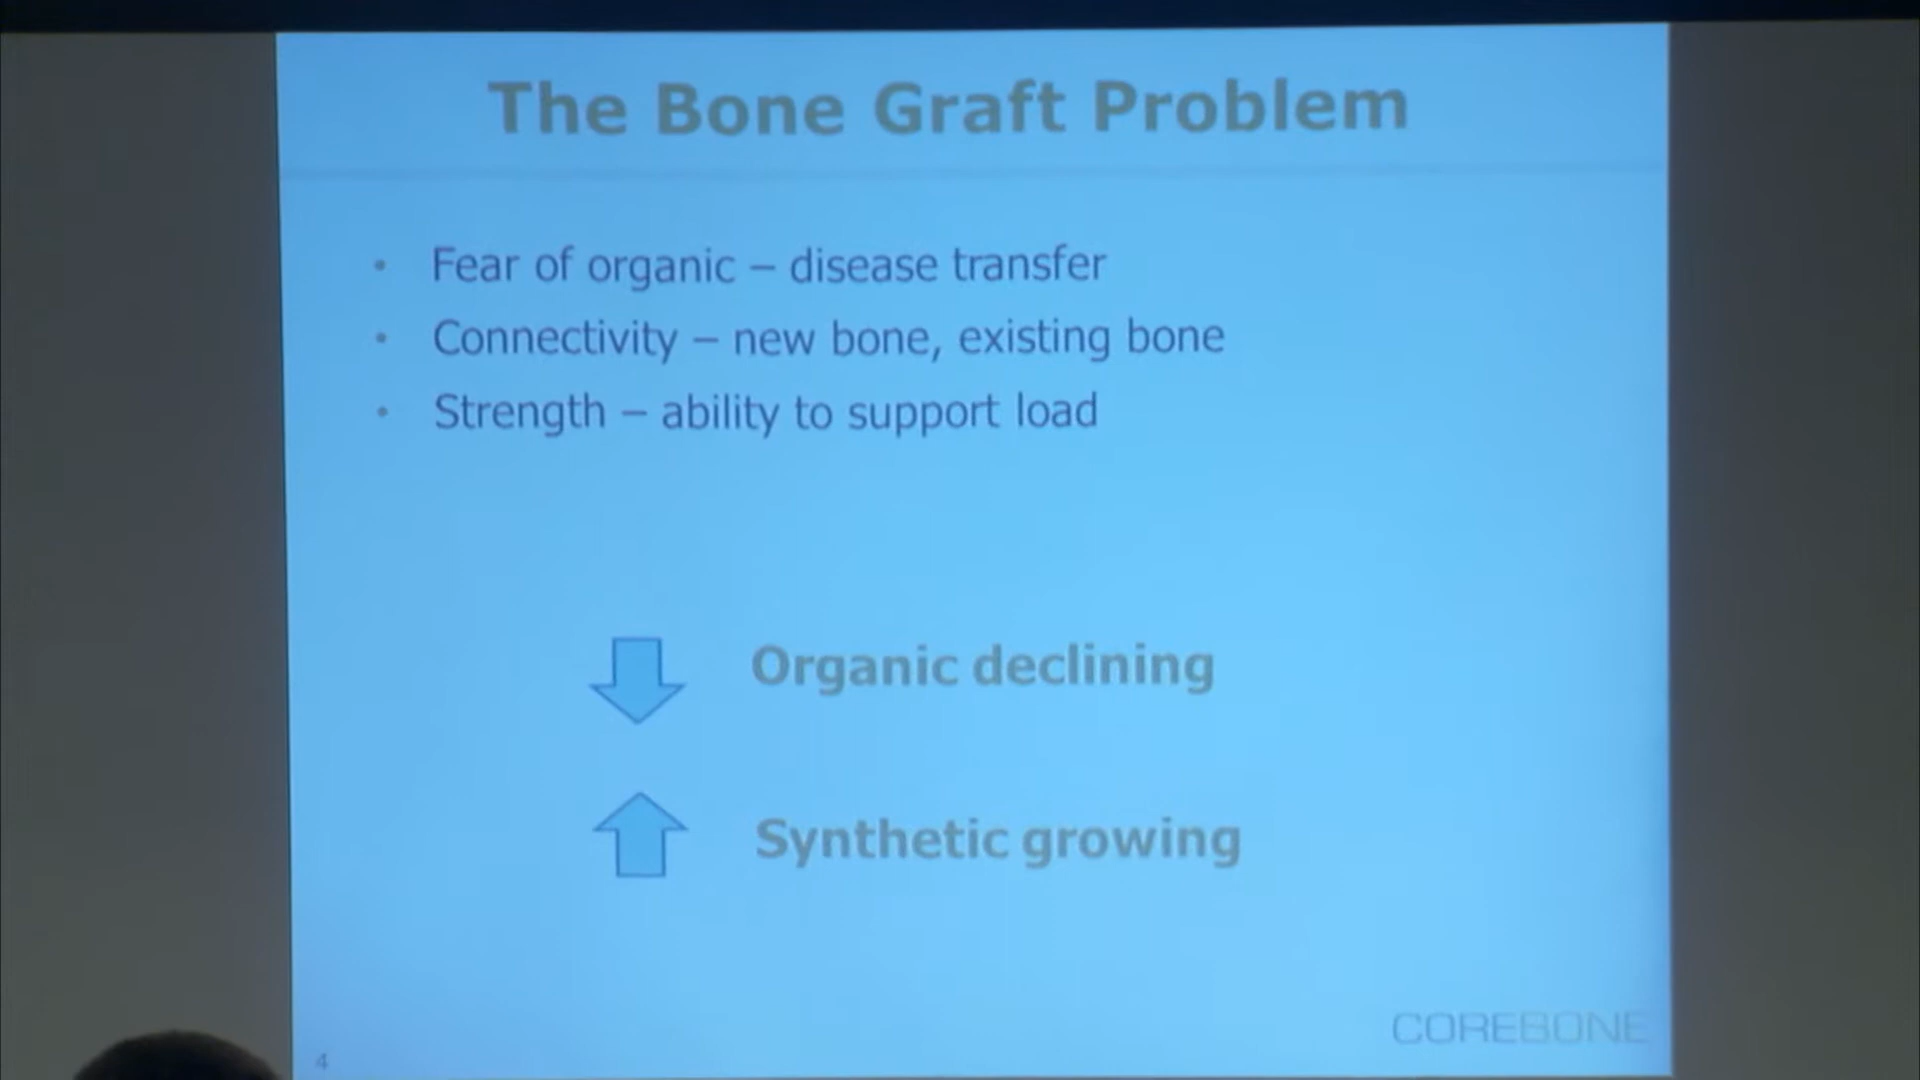 The Bone Graft Problem
• Fear of organic – disease transfer
• Connectivity – new bone, existing bone
• Strength – ability to support load
Organic declining
Synthetic growing
COREBONE
4